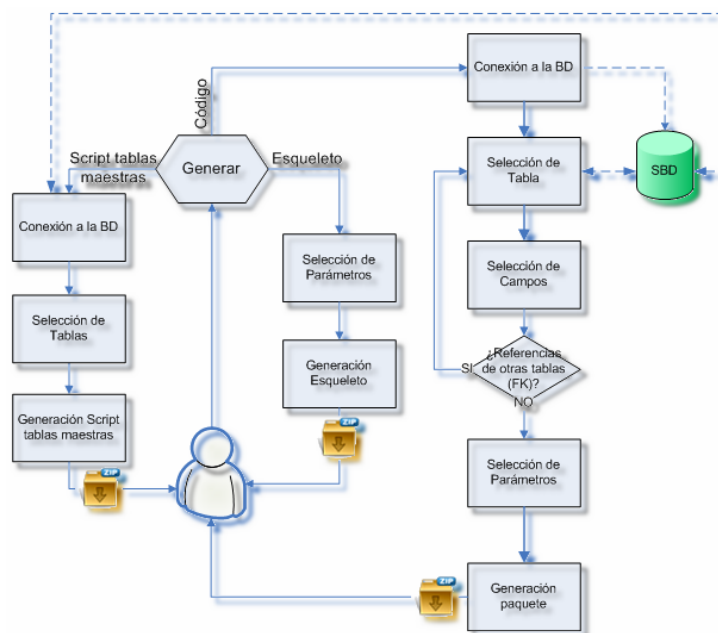 Conexión a la BD
Código
Script tablas
maestras
Generar
Esqueleto
Selección de
Tabla
SBD
Conexión a la BD
Selección de
Parámetros
Selección de
Campos
Selección de
Tablas
Generación
Esqueleto
¿Referencias
de otras tablas
(FK)?
SI
NO
Generación Script
tablas maestras
ZIP
ZIP
Selección de
Parámetros
ZIP
Generación
paquete